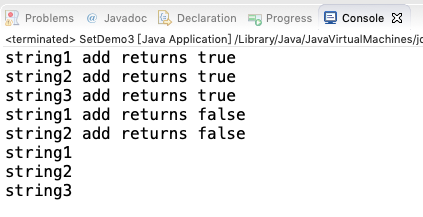 Problems @ Javadoc Declaration Progress Console
<terminated> SetDemo3 [Java Application] /Library/Java/JavaVirtualMachines/
string1 add returns true
string2 add returns true
string3 add returns true
string1 add returns false
string2 add returns false
string1
string2
string3